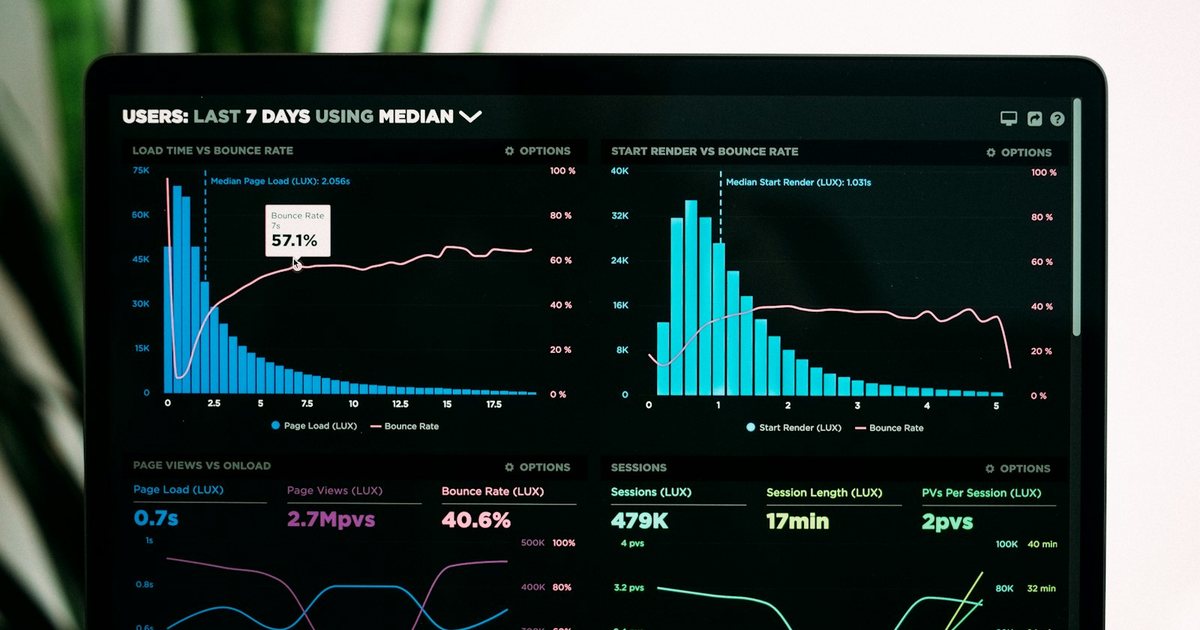 USERS: LAST 7 DAYS USING MEDIAN
LOAD TIME VS BOUNCE RATE
OPTIONS
75K
60K
45K
30K
15K
0
Median Page Load (LUX): 2.056s
Bounce Rate
7s
57.1%
100 %
80 %
60 %
40 %
20 %
0 %
0 2.5 5 7.5 10 12.5 15 17.5
Page Load (LUX) Bounce Rate
START RENDER VS BOUNCE RATE
OPTIONS
40K
32K
24K
16K
8K
0
Median Start Render (LUX): 1.031s
100 %
80 %
60 %
40 %
20 %
0 %
0 1 2 3 4 5
Start Render (LUX) Bounce Rate
PAGE VIEWS VS ONLOAD
OPTIONS
Page Load (LUX) Page Views (LUX) Bounce Rate (LUX)
0.7s 2.7Mpvs 40.6%
1s 500K 100%
0.8s 400K 80%
0.6s
SESSIONS
OPTIONS
Sessions (LUX) Session Length (LUX) PVs Per Session (LUX)
479K 17min 2pvs
4 pvs 100K 40 min
3.2 pvs 80K 32 min